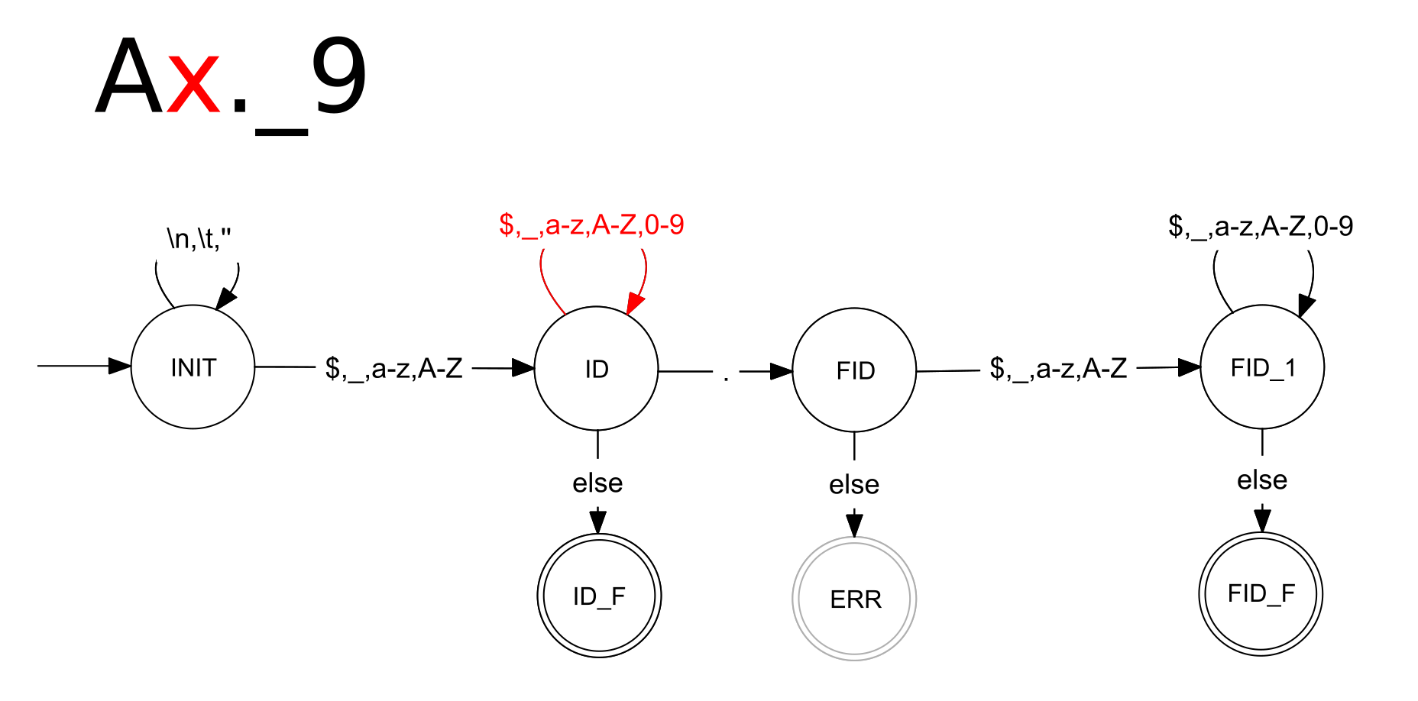 Ax._9
\n,\t,"
$,_,a-z,A-Z,0-9
$,_,a-z,A-Z,0-9
INIT
$,_,a-z,A-Z
ID
.
FID
$,_,a-z,A-Z
FID_1
else
else
else
ID_F
ERR
FID_F